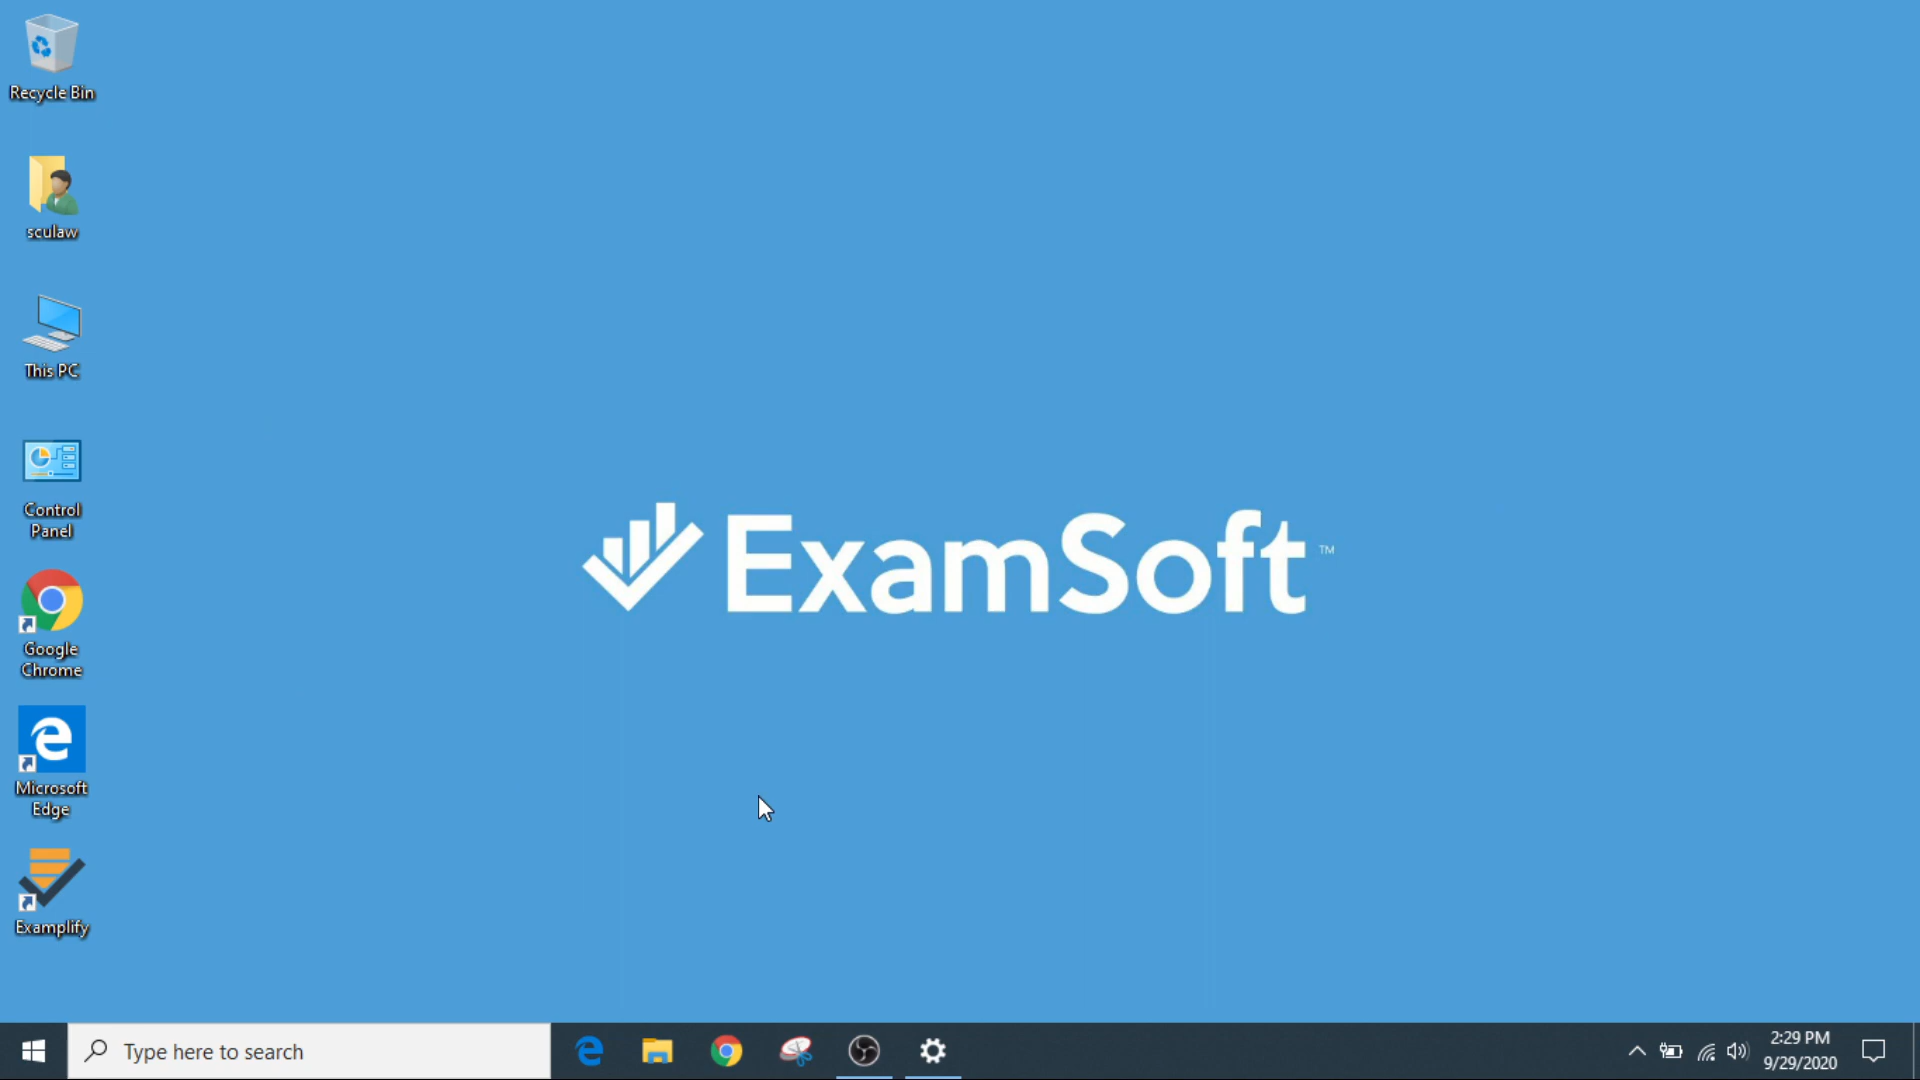 Recycle Bin
sculaw
This PC
Control
Panel
Google
Chrome
Microsoft
Edge
Examplify
ExamSoft™
Type here to search
2:29 PM
9/29/2020